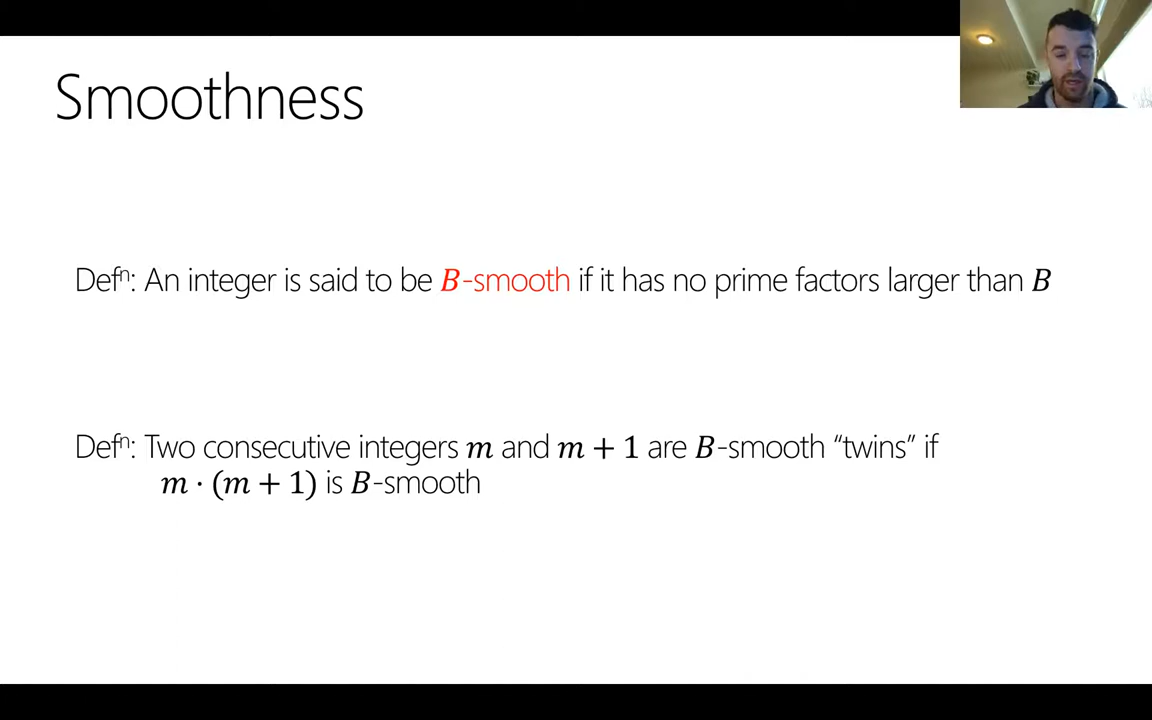 Smoothness
Defⁿ: An integer is said to be B-smooth if it has no prime factors larger than B
Defⁿ: Two consecutive integers m and m + 1 are B-smooth “twins” if
m · (m + 1) is B-smooth